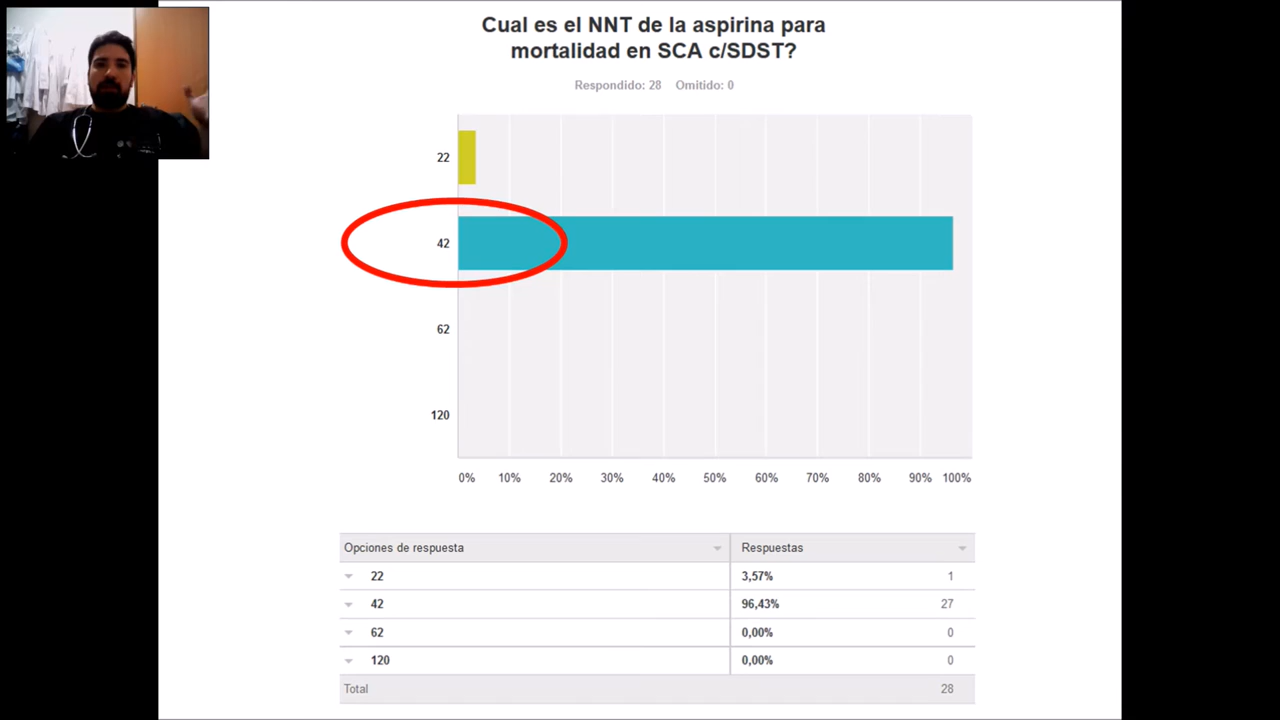 Cual es el NNT de la aspirina para
mortalidad en SCA c/SDST?
Respondido: 28 Omitido: 0
22
42
62
120
0% 10% 20% 30% 40% 50% 60% 70% 80% 90% 100%
Opciones de respuesta Respuestas
22 3,57% 1
42 96,43% 27
62 0,00% 0
120 0,00% 0
Total 28